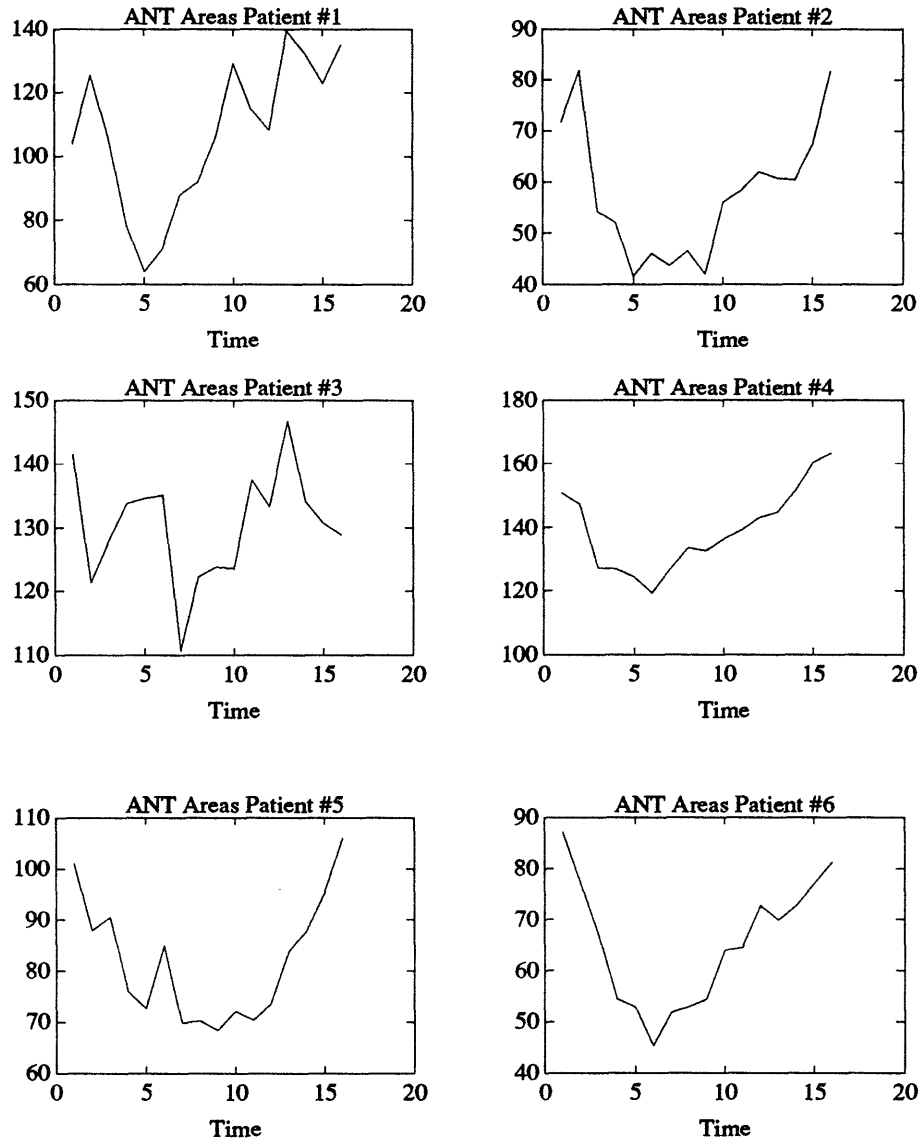 ANT Areas Patient #1
140
120
100
80
60
0 5 10 15 20
Time
ANT Areas Patient #2
90
80
70
60
50
40
0 5 10 15 20
Time
ANT Areas Patient #3
150
140
130
120
110
0 5 10 15 20
Time
ANT Areas Patient #4
180
160
140
120
100
0 5 10 15 20
Time
ANT Areas Patient #5
110
100
90
80
70
60
0 5 10 15 20
Time
ANT Areas Patient #6
90
80
70
60
50
40
0 5 10 15 20
Time